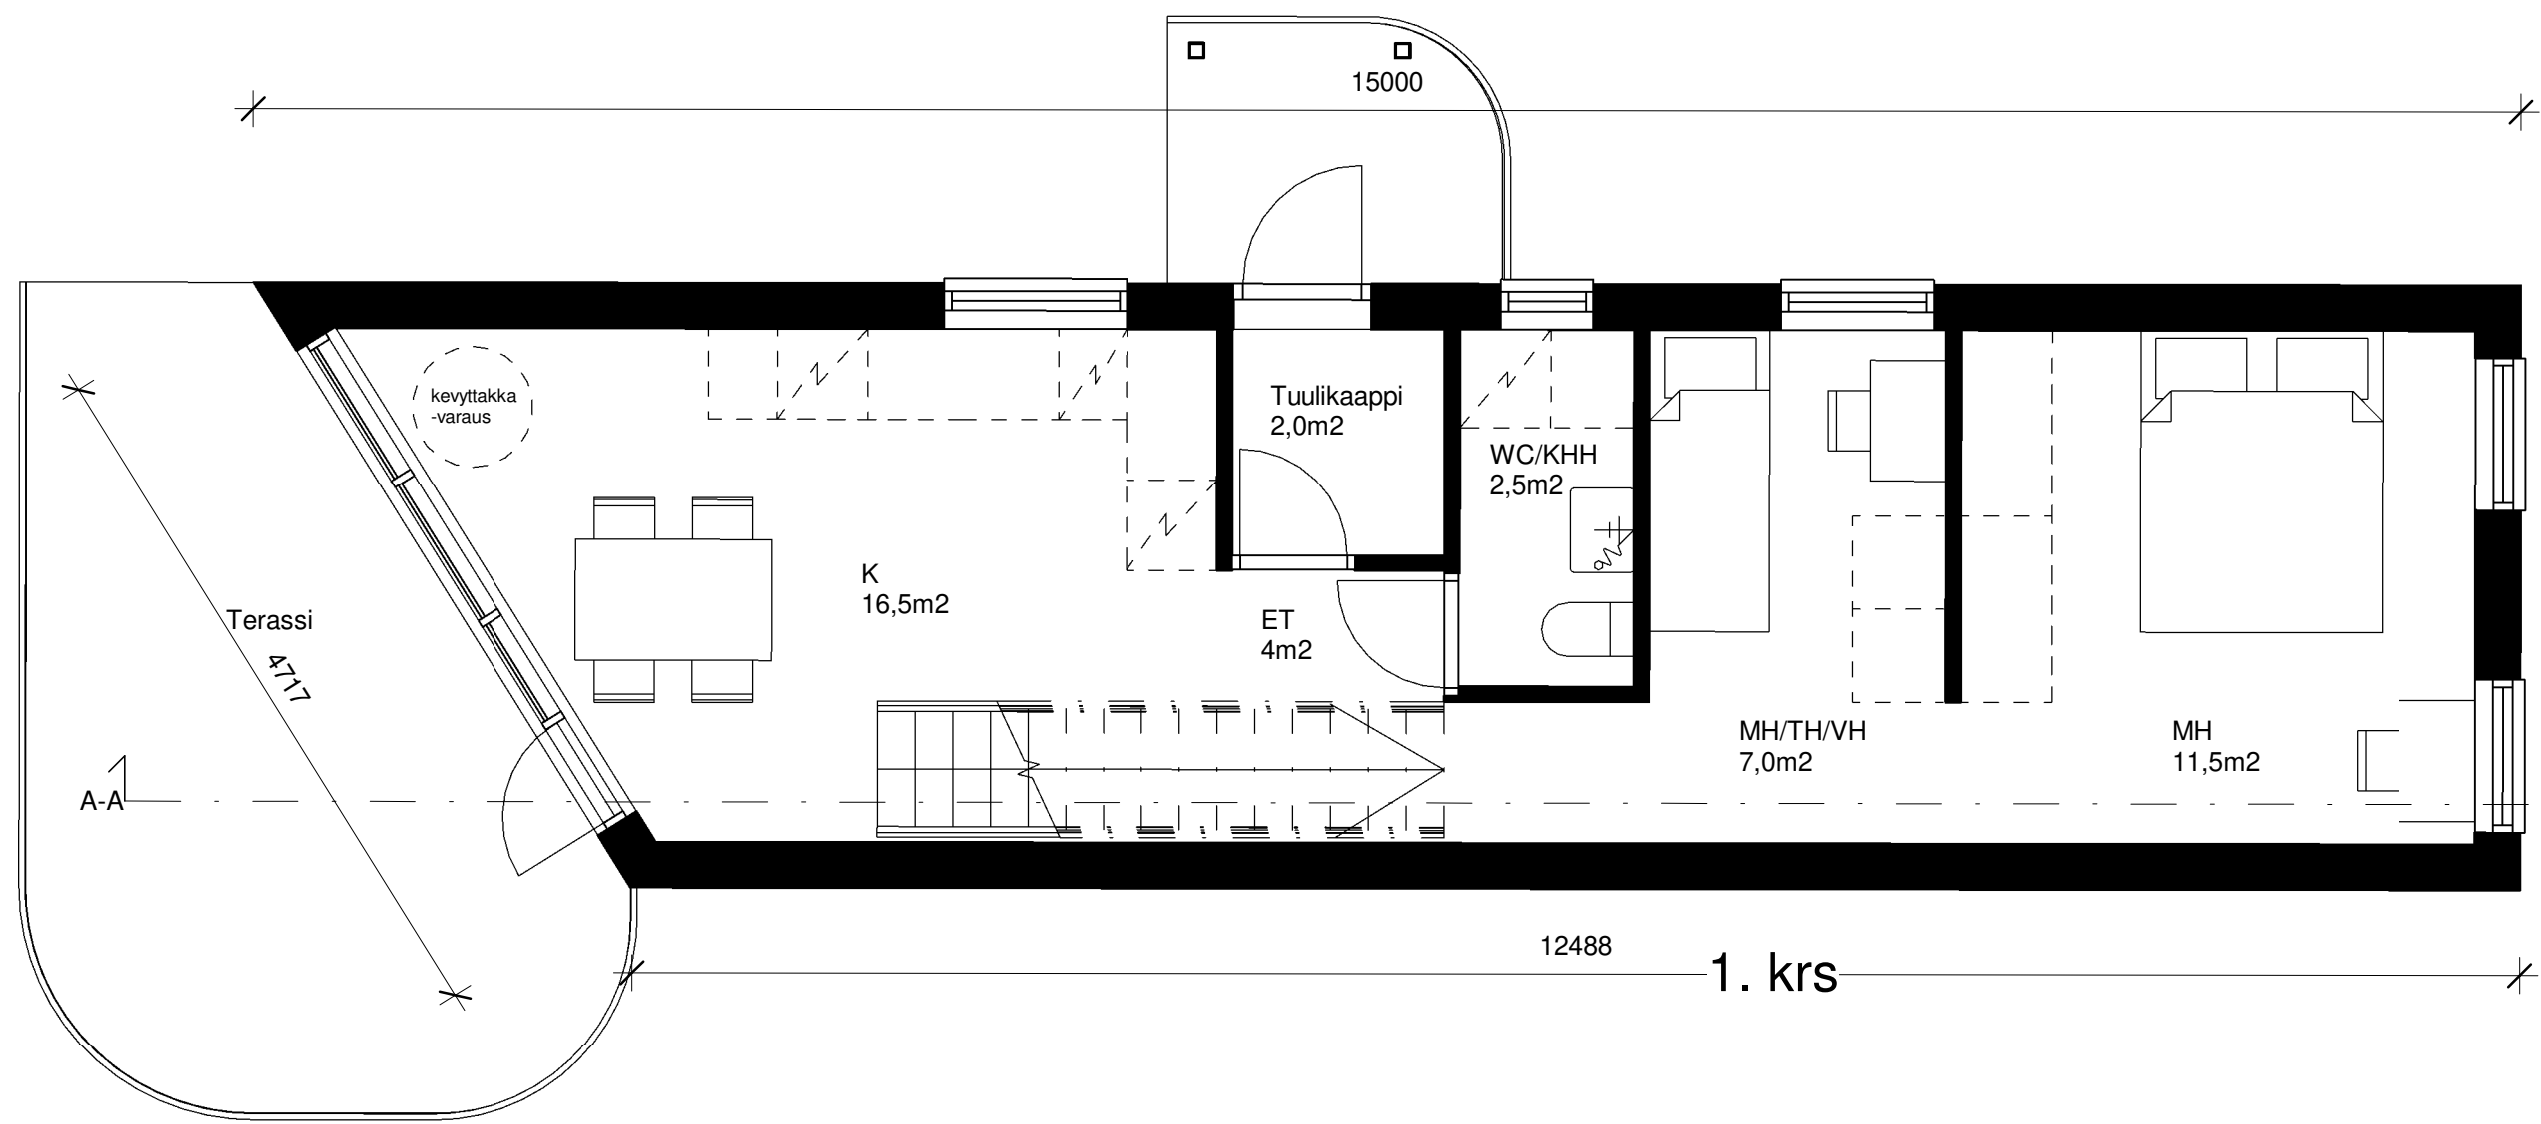 15000
kevyttakka
-varaus
Tuulikaappi
2,0m2
WC/KHH
2,5m2
K
16,5m2
ET
4m2
Terassi
4717
MH/TH/VH
7,0m2
MH
11,5m2
A-A
12488
1. krs